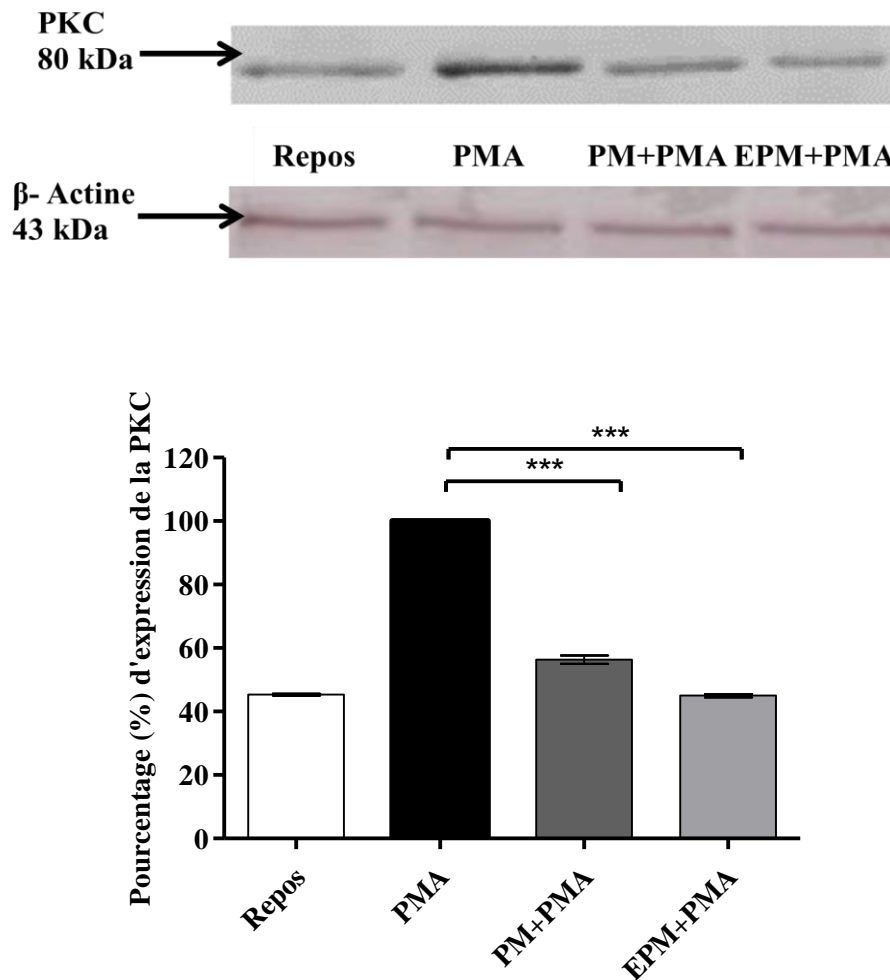 PKC
80 kDa
Repos PMA PM+PMA EPM+PMA
β- Actine
43 kDa
Pourcentage (%) d'expression de la PKC
120
100
80
60
40
20
0
***
***
Repos
PMA
PM+PMA
EPM+PMA